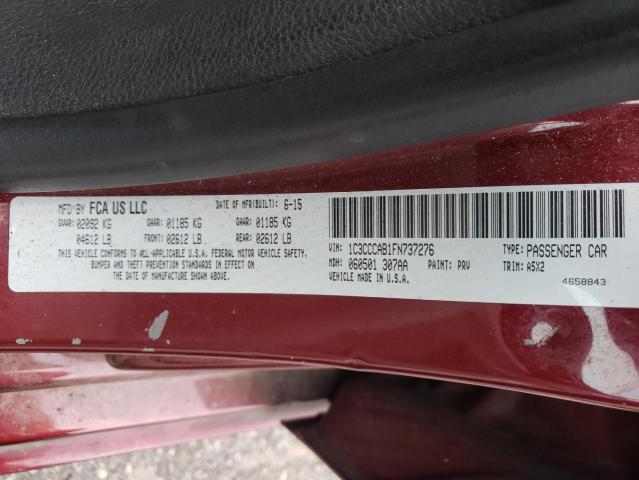 MFD BY FCA US LLC DATE OF MFR(BUILT): 6-15
GVWR: 02092 KG GAWR: 01185 KG GAWR: 01185 KG
04612 LB FRONT: 02612 LB REAR: 02612 LB
THIS VEHICLE CONFORMS TO ALL APPLICABLE U.S.A. FEDERAL MOTOR VEHICLE SAFETY,
BUMPER AND THEFT PREVENTION STANDARDS IN EFFECT ON
THE DATE OF MANUFACTURE SHOWN ABOVE.
VIN: 1C3CCCAB1FN737276 TYPE: PASSENGER CAR
MDH: 060501 307AA PAINT: PRV TRIM: A5X2
VEHICLE MADE IN U.S.A. 4658843